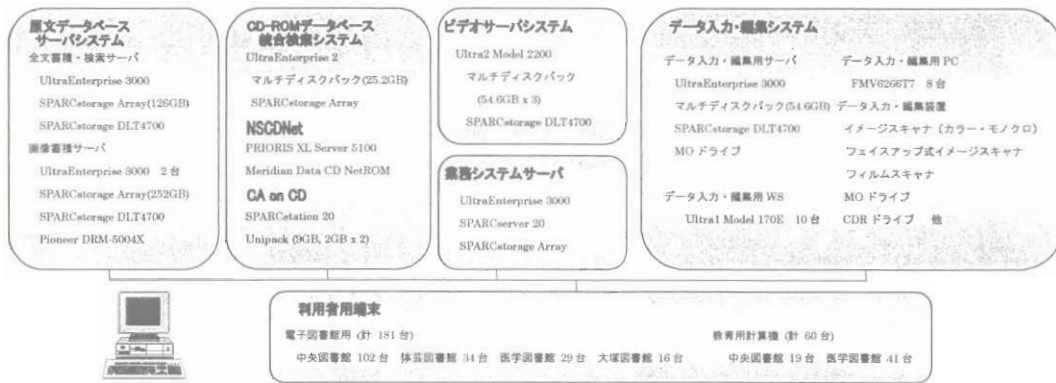 原文データベース
サーバシステム
全文蓄積・検索サーバ
UltraEnterprise 3000
SPARCstorage Array(126GB)
SPARCstorage DLT4700
画像蓄積サーバ
UltraEnterprise 3000 2台
SPARCstorage Array(252GB)
SPARCstorage DLT4700
Pioneer DRM-5004X
CD-ROMデータベース
統合検索システム
UltraEnterprise 2
マルチディスクパック(25.2GB)
SPARCstorage Array
NSCDNet
PRIORIS XL Server 5100
Meridian Data CD NetROM
CA on CD
SPARCstation 20
Unipack (9GB, 2GB x 2)
ビデオサーバシステム
Ultra2 Model 2200
マルチディスクパック
(54.6GB x 3)
SPARCstorage DLT4700
業務システムサーバ
UltraEnterprise 3000
SPARCserver 20
SPARCstorage Array
データ入力・編集システム
データ入力・編集用サーバ
UltraEnterprise 3000
マルチディスクパック(54.6GB)
SPARCstorage DLT4700
MO ドライブ
データ入力・編集用 WS
Ultra1 Model 170E 10台
データ入力・編集用 PC
FMV6266T7 8台
データ入力・編集装置
イメージスキャナ（カラー・モノクロ）
フェイスアップ式イメージスキャナ
フィルムスキャナ
MO ドライブ
CDR ドライブ 他
利用者用端末
電子図書館用 (計 181 台)
中央図書館 102 台 体芸図書館 34 台 医学図書館 29 台 大塚図書館 16 台
教育用計算機 (計 60 台)
中央図書館 19 台 医学図書館 41 台